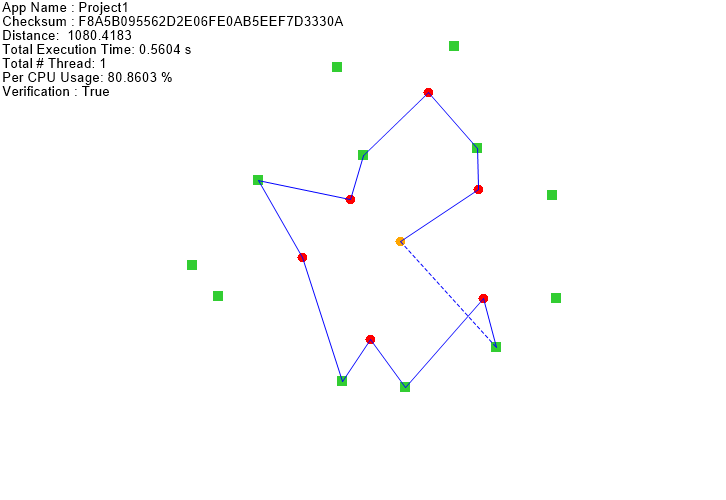 App Name : Project1
Checksum : F8A5B095562D2E06FE0AB5EEF7D3330A
Distance:  1080.4183
Total Execution Time: 0.5604 s
Total # Thread: 1
Per CPU Usage: 80.8603 %
Verification : True